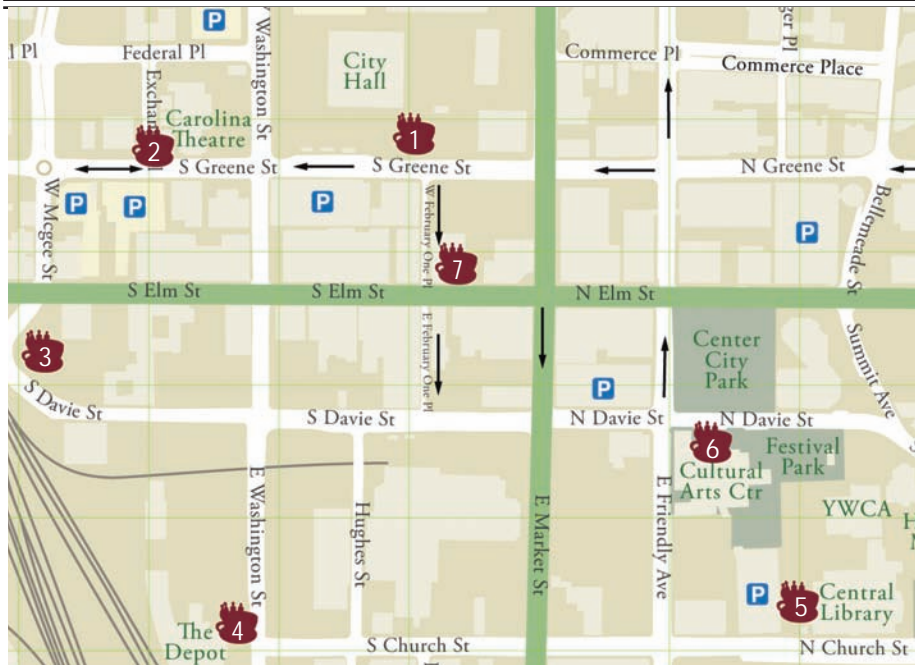 P
l Pl
Federal Pl
Exchan
l
W Washington St
City
Hall
Commerce Pl
ger Pl
Commerce Place
Carolina
Theatre
1
2
S Greene St
S Greene St
N Greene St
W Mcgee St
P
P
P
W February One Pl
P
Bellemeade St
7
S Elm St
S Elm St
N Elm St
3
E February One Pl
Center
City
Park
Summit Ave
P
S Davie St
S Davie St
N Davie St
N Davie St
S
6
Cultural
Arts Ctr
Festival
Park
E Washington St
Hughes St
E Market St
E Friendly Ave
YWCA
H
P
5
Central
Library
The
Depot
4
S Church St
N Church St